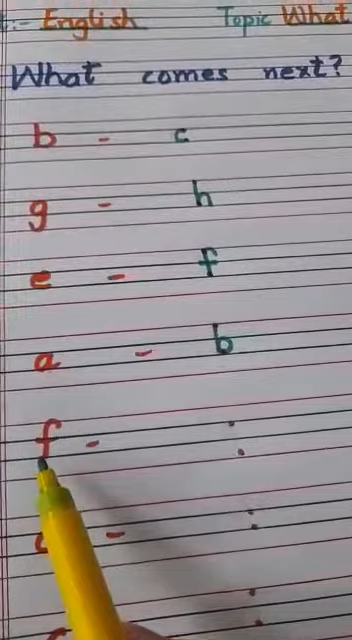 :- English Topic What
What comes next?
b - c
g - h
e - f
a - b
f -
-